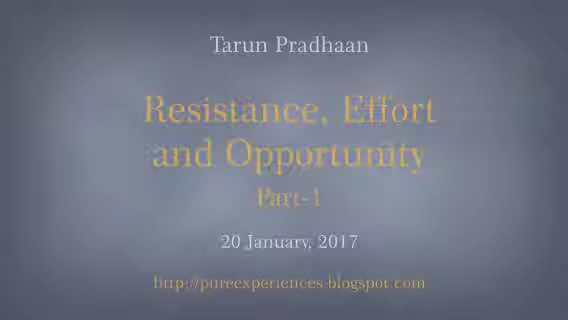 Tarun Pradhaan
Resistance, Effort
and Opportunity
Part-1
20 January, 2017
http://pureexperiences.blogspot.com